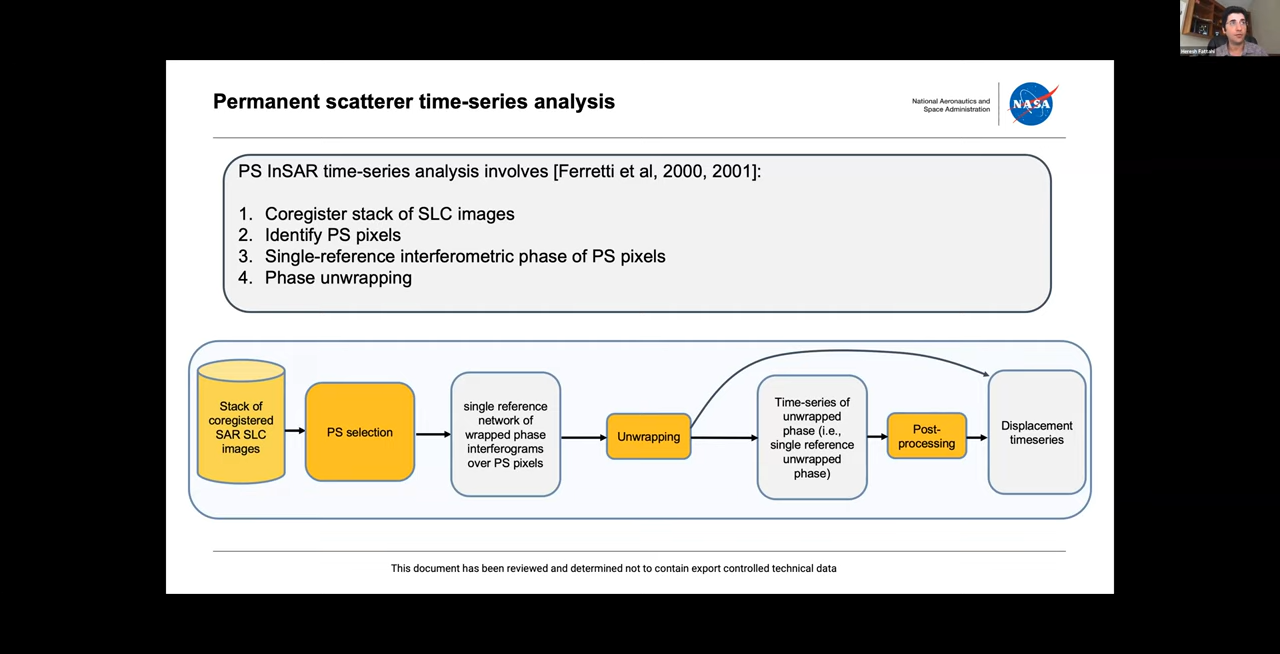 Heresh Fattahi
Permanent scatterer time-series analysis
National Aeronautics and
Space Administration
NASA
PS InSAR time-series analysis involves [Ferretti et al, 2000, 2001]:
1. Coregister stack of SLC images
2. Identify PS pixels
3. Single-reference interferometric phase of PS pixels
4. Phase unwrapping
Stack of
coregistered
SAR SLC
images
PS selection
single reference
network of
wrapped phase
interferograms
over PS pixels
Unwrapping
Time-series of
unwrapped
phase (i.e.,
single reference
unwrapped
phase)
Post-
processing
Displacement
timeseries
This document has been reviewed and determined not to contain export controlled technical data